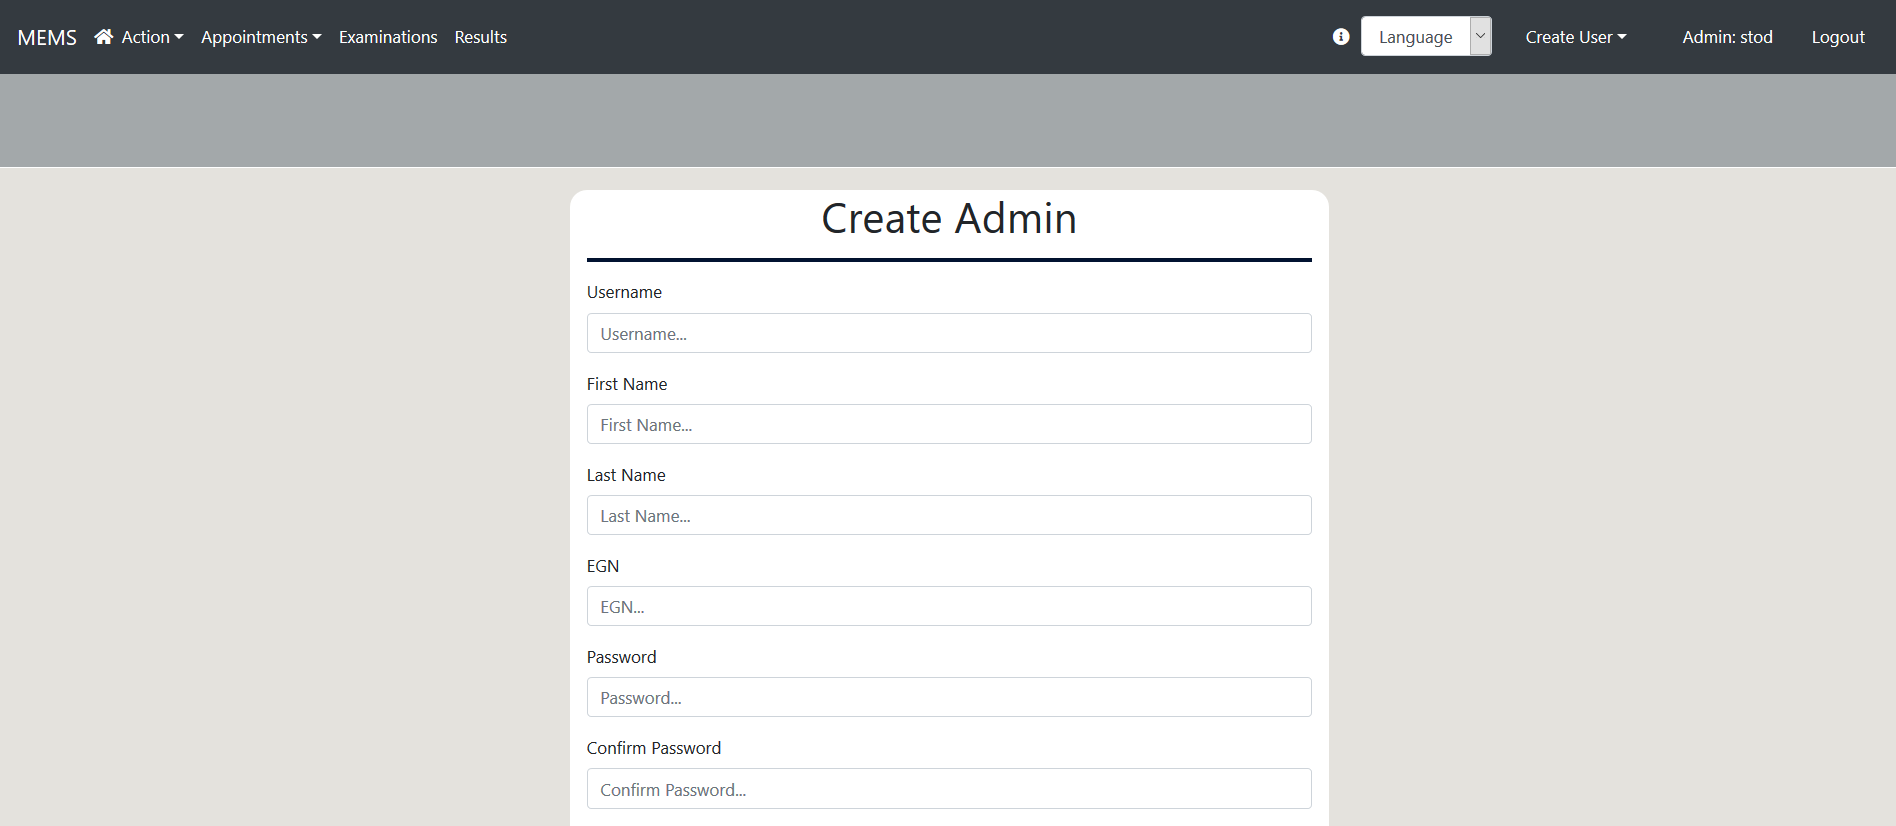 MEMS Action Appointments Examinations Results Language Create User Admin: stod Logout
Create Admin
Username
Username...
First Name
First Name...
Last Name
Last Name...
EGN
EGN...
Password
Password...
Confirm Password
Confirm Password...